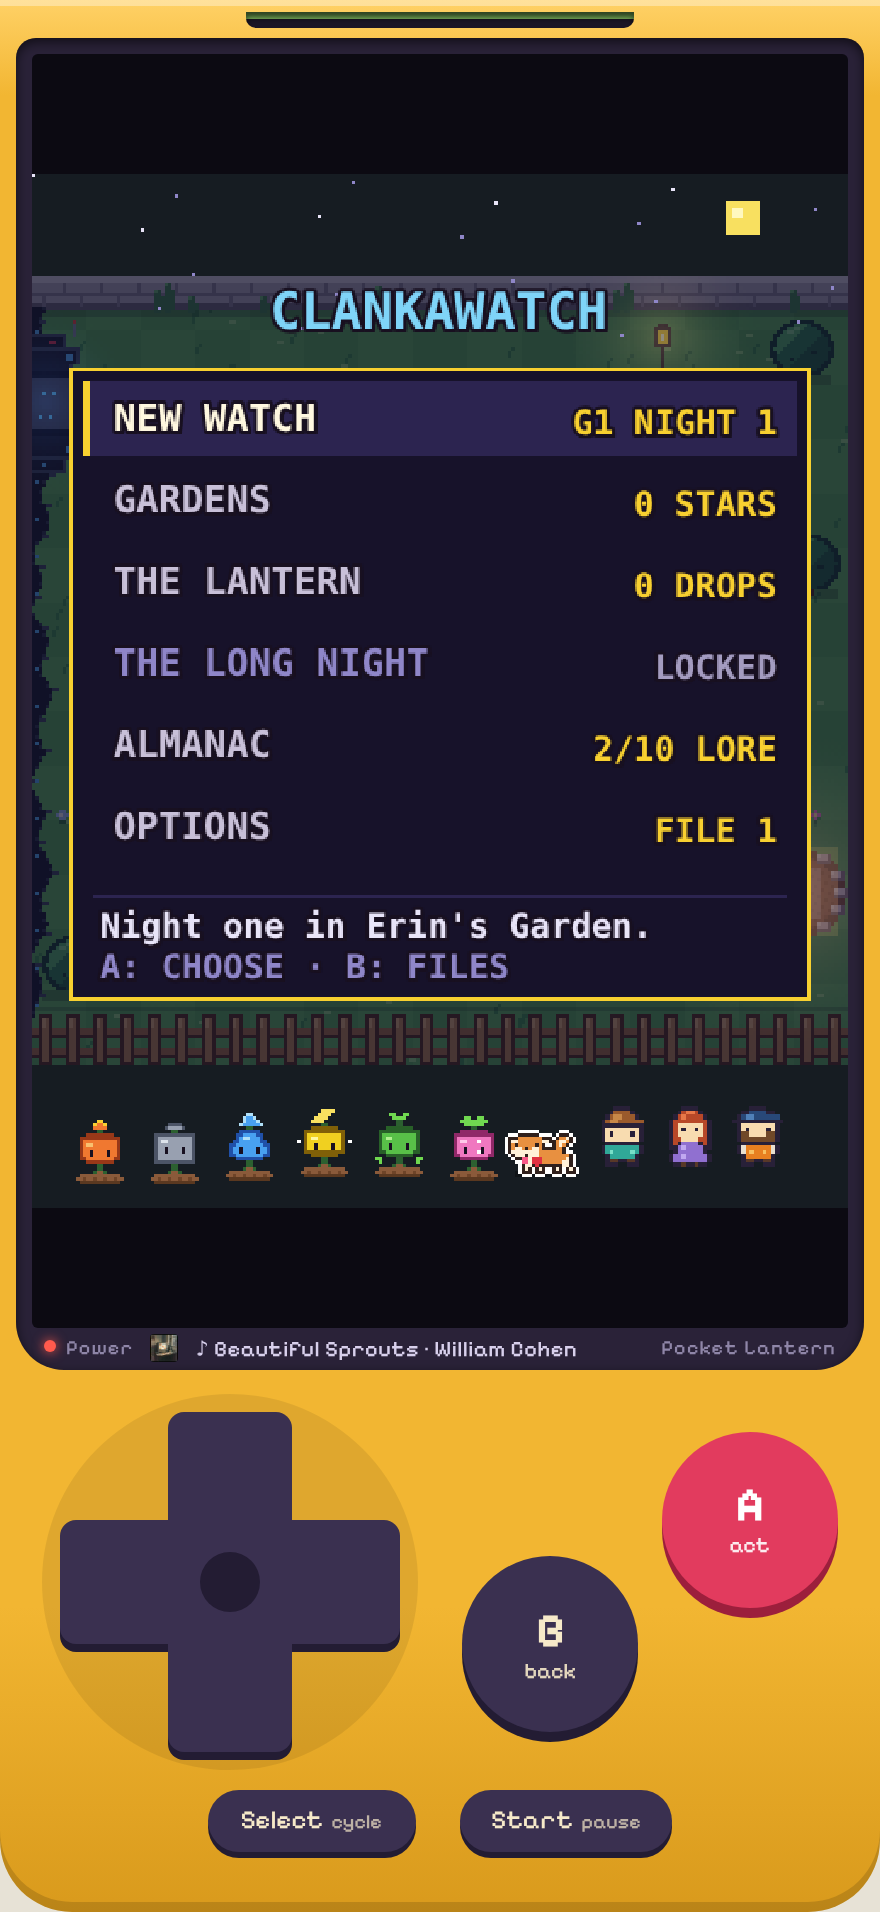 CLANKAWATCH
NEW WATCH G1 NIGHT 1
GARDENS 0 STARS
THE LANTERN 0 DROPS
THE LONG NIGHT LOCKED
ALMANAC 2/10 LORE
OPTIONS FILE 1
Night one in Erin's Garden.
A: CHOOSE · B: FILES
Power ♪ Beautiful Sprouts · William Cohen Pocket Lantern
A
act
B
back
Select cycle Start pause